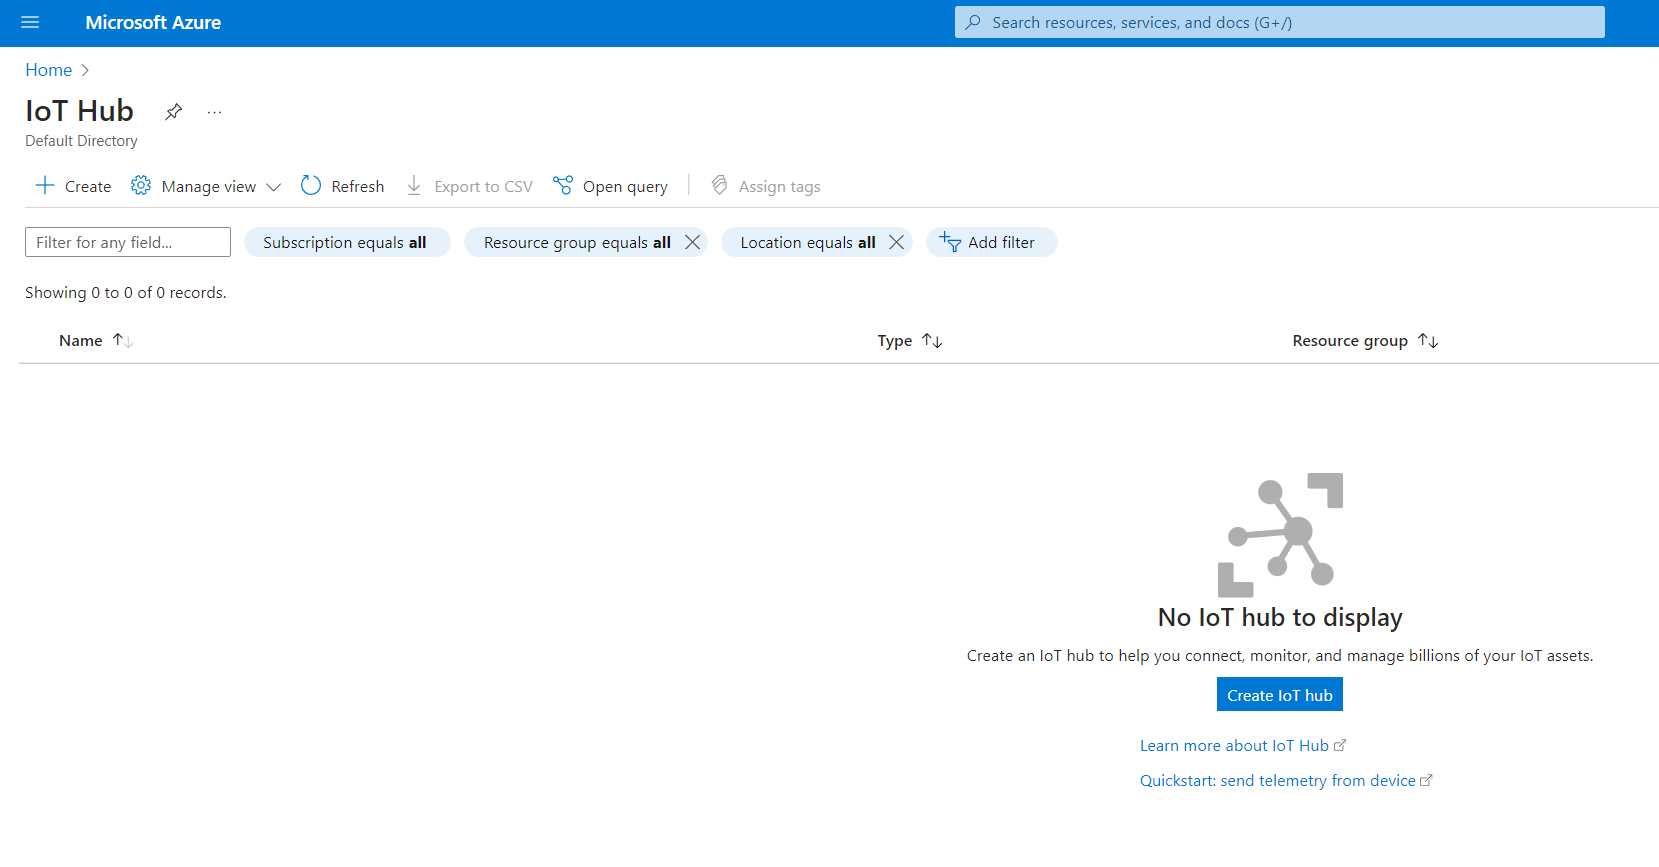 Microsoft Azure
Search resources, services, and docs (G+/)
Home
IoT Hub
...
Default Directory
Create Manage view Refresh Export to CSV Open query Assign tags
Filter for any field... Subscription equals all Resource group equals all Location equals all Add filter
Showing 0 to 0 of 0 records.
Name Type Resource group
No IoT hub to display
Create an IoT hub to help you connect, monitor, and manage billions of your IoT assets.
Create IoT hub
Learn more about IoT Hub
Quickstart: send telemetry from device